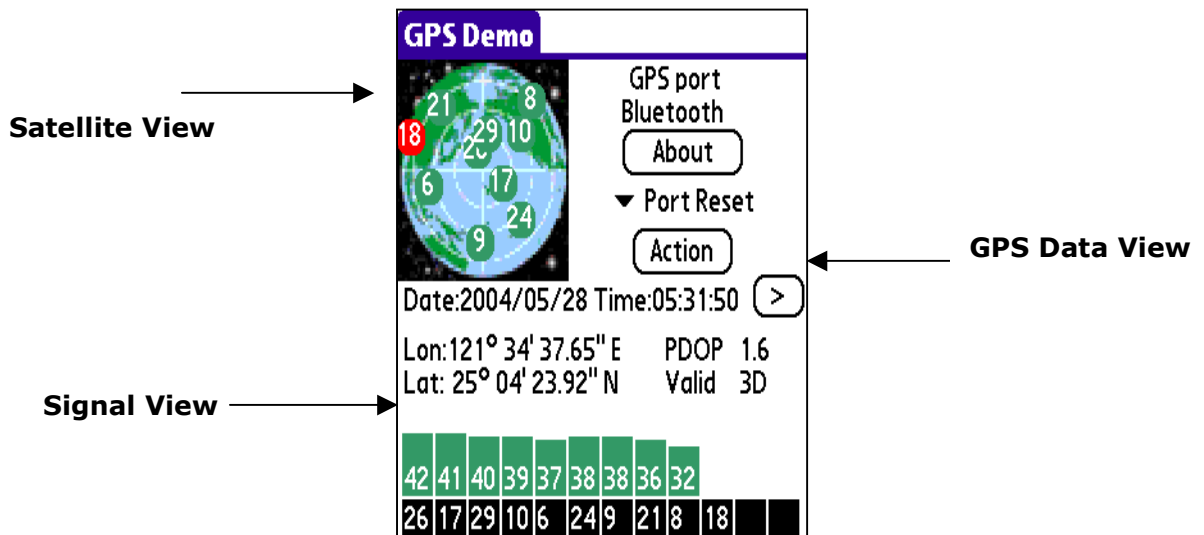 GPS Demo
Satellite View
21
8
18
29
10
6
17
24
9
GPS port
Bluetooth
About
Port Reset
Action
GPS Data View
Date:2004/05/28 Time:05:31:50 >
Lon:121º 34' 37.65" E PDOP 1.6
Lat: 25º 04' 23.92" N Valid 3D
Signal View
42 41 40 39 37 38 38 36 32
26 17 29 10 6 24 9 21 8 18